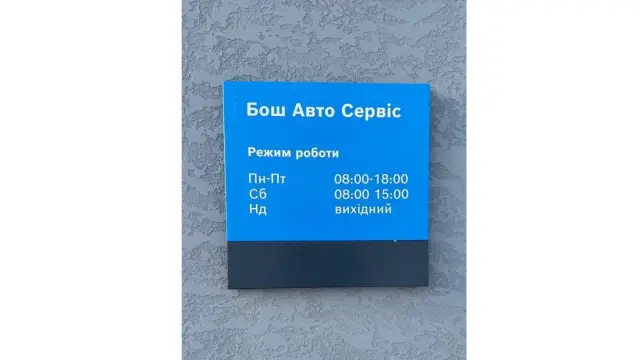 Бош Авто Сервіс
Режим роботи
Пн-Пт 08:00-18:00
Сб 08:00 15:00
Нд вихідний